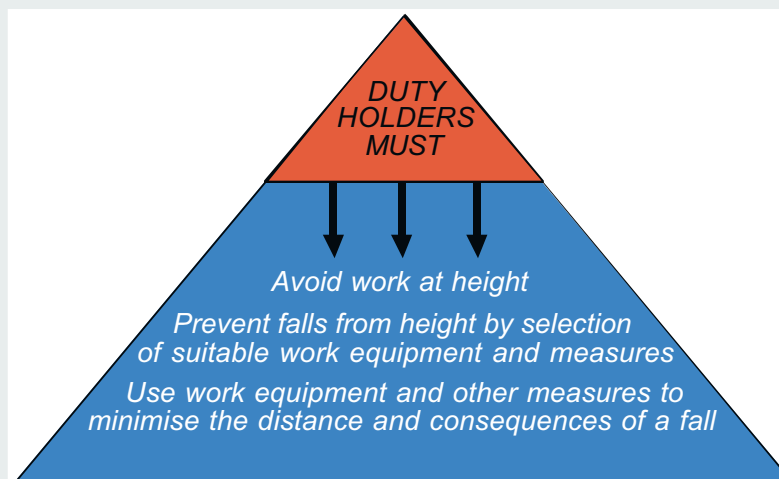 DUTY
HOLDERS
MUST
Avoid work at height
Prevent falls from height by selection
of suitable work equipment and measures
Use work equipment and other measures to
minimise the distance and consequences of a fall